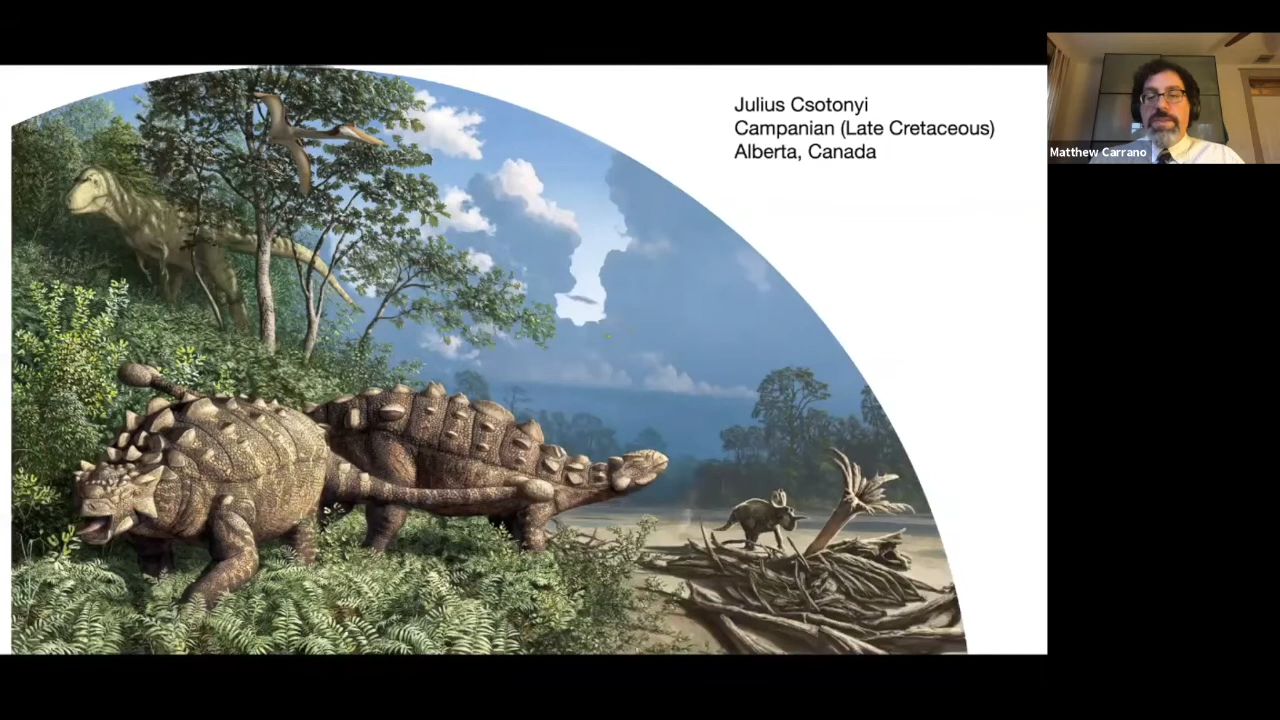 Julius Csotonyi
Campanian (Late Cretaceous)
Alberta, Canada
Matthew Carrano